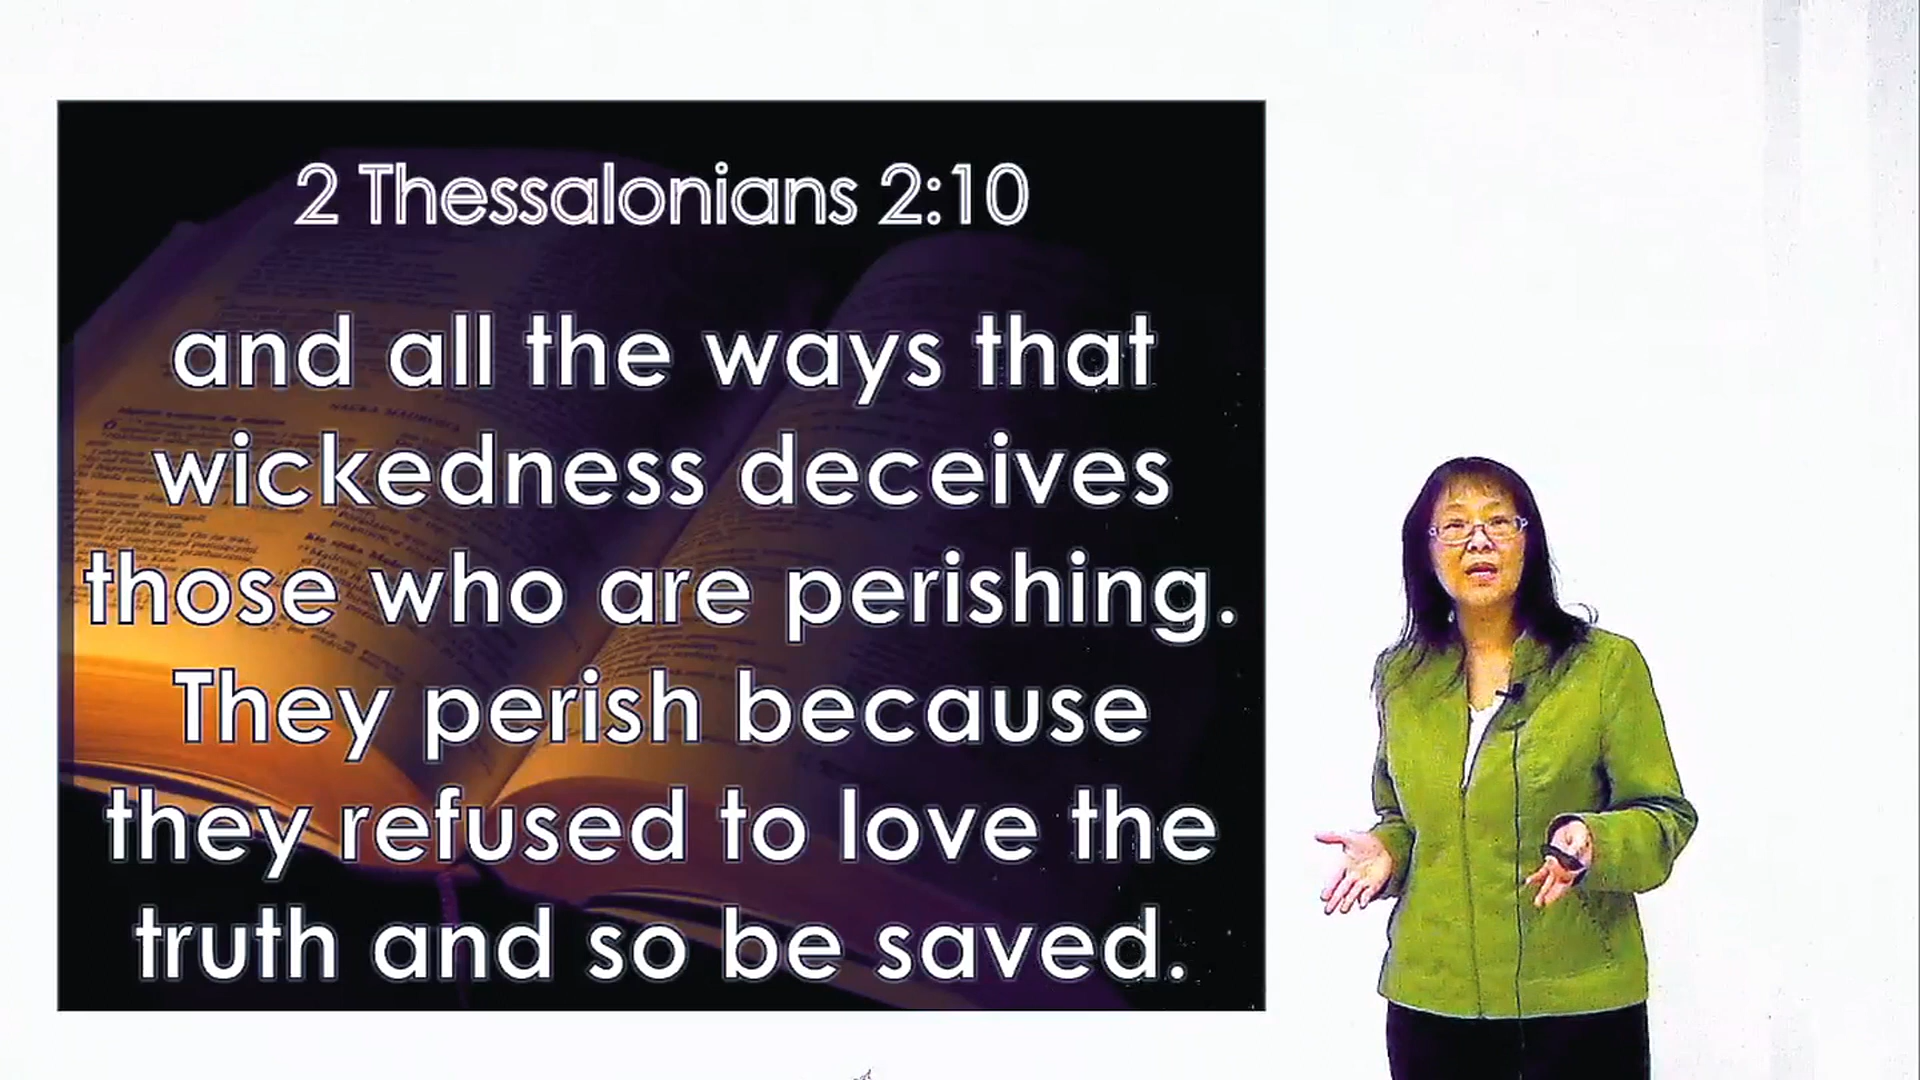 2 Thessalonians 2:10
and all the ways that
wickedness deceives
those who are perishing.
They perish because
they refused to love the
truth and so be saved.